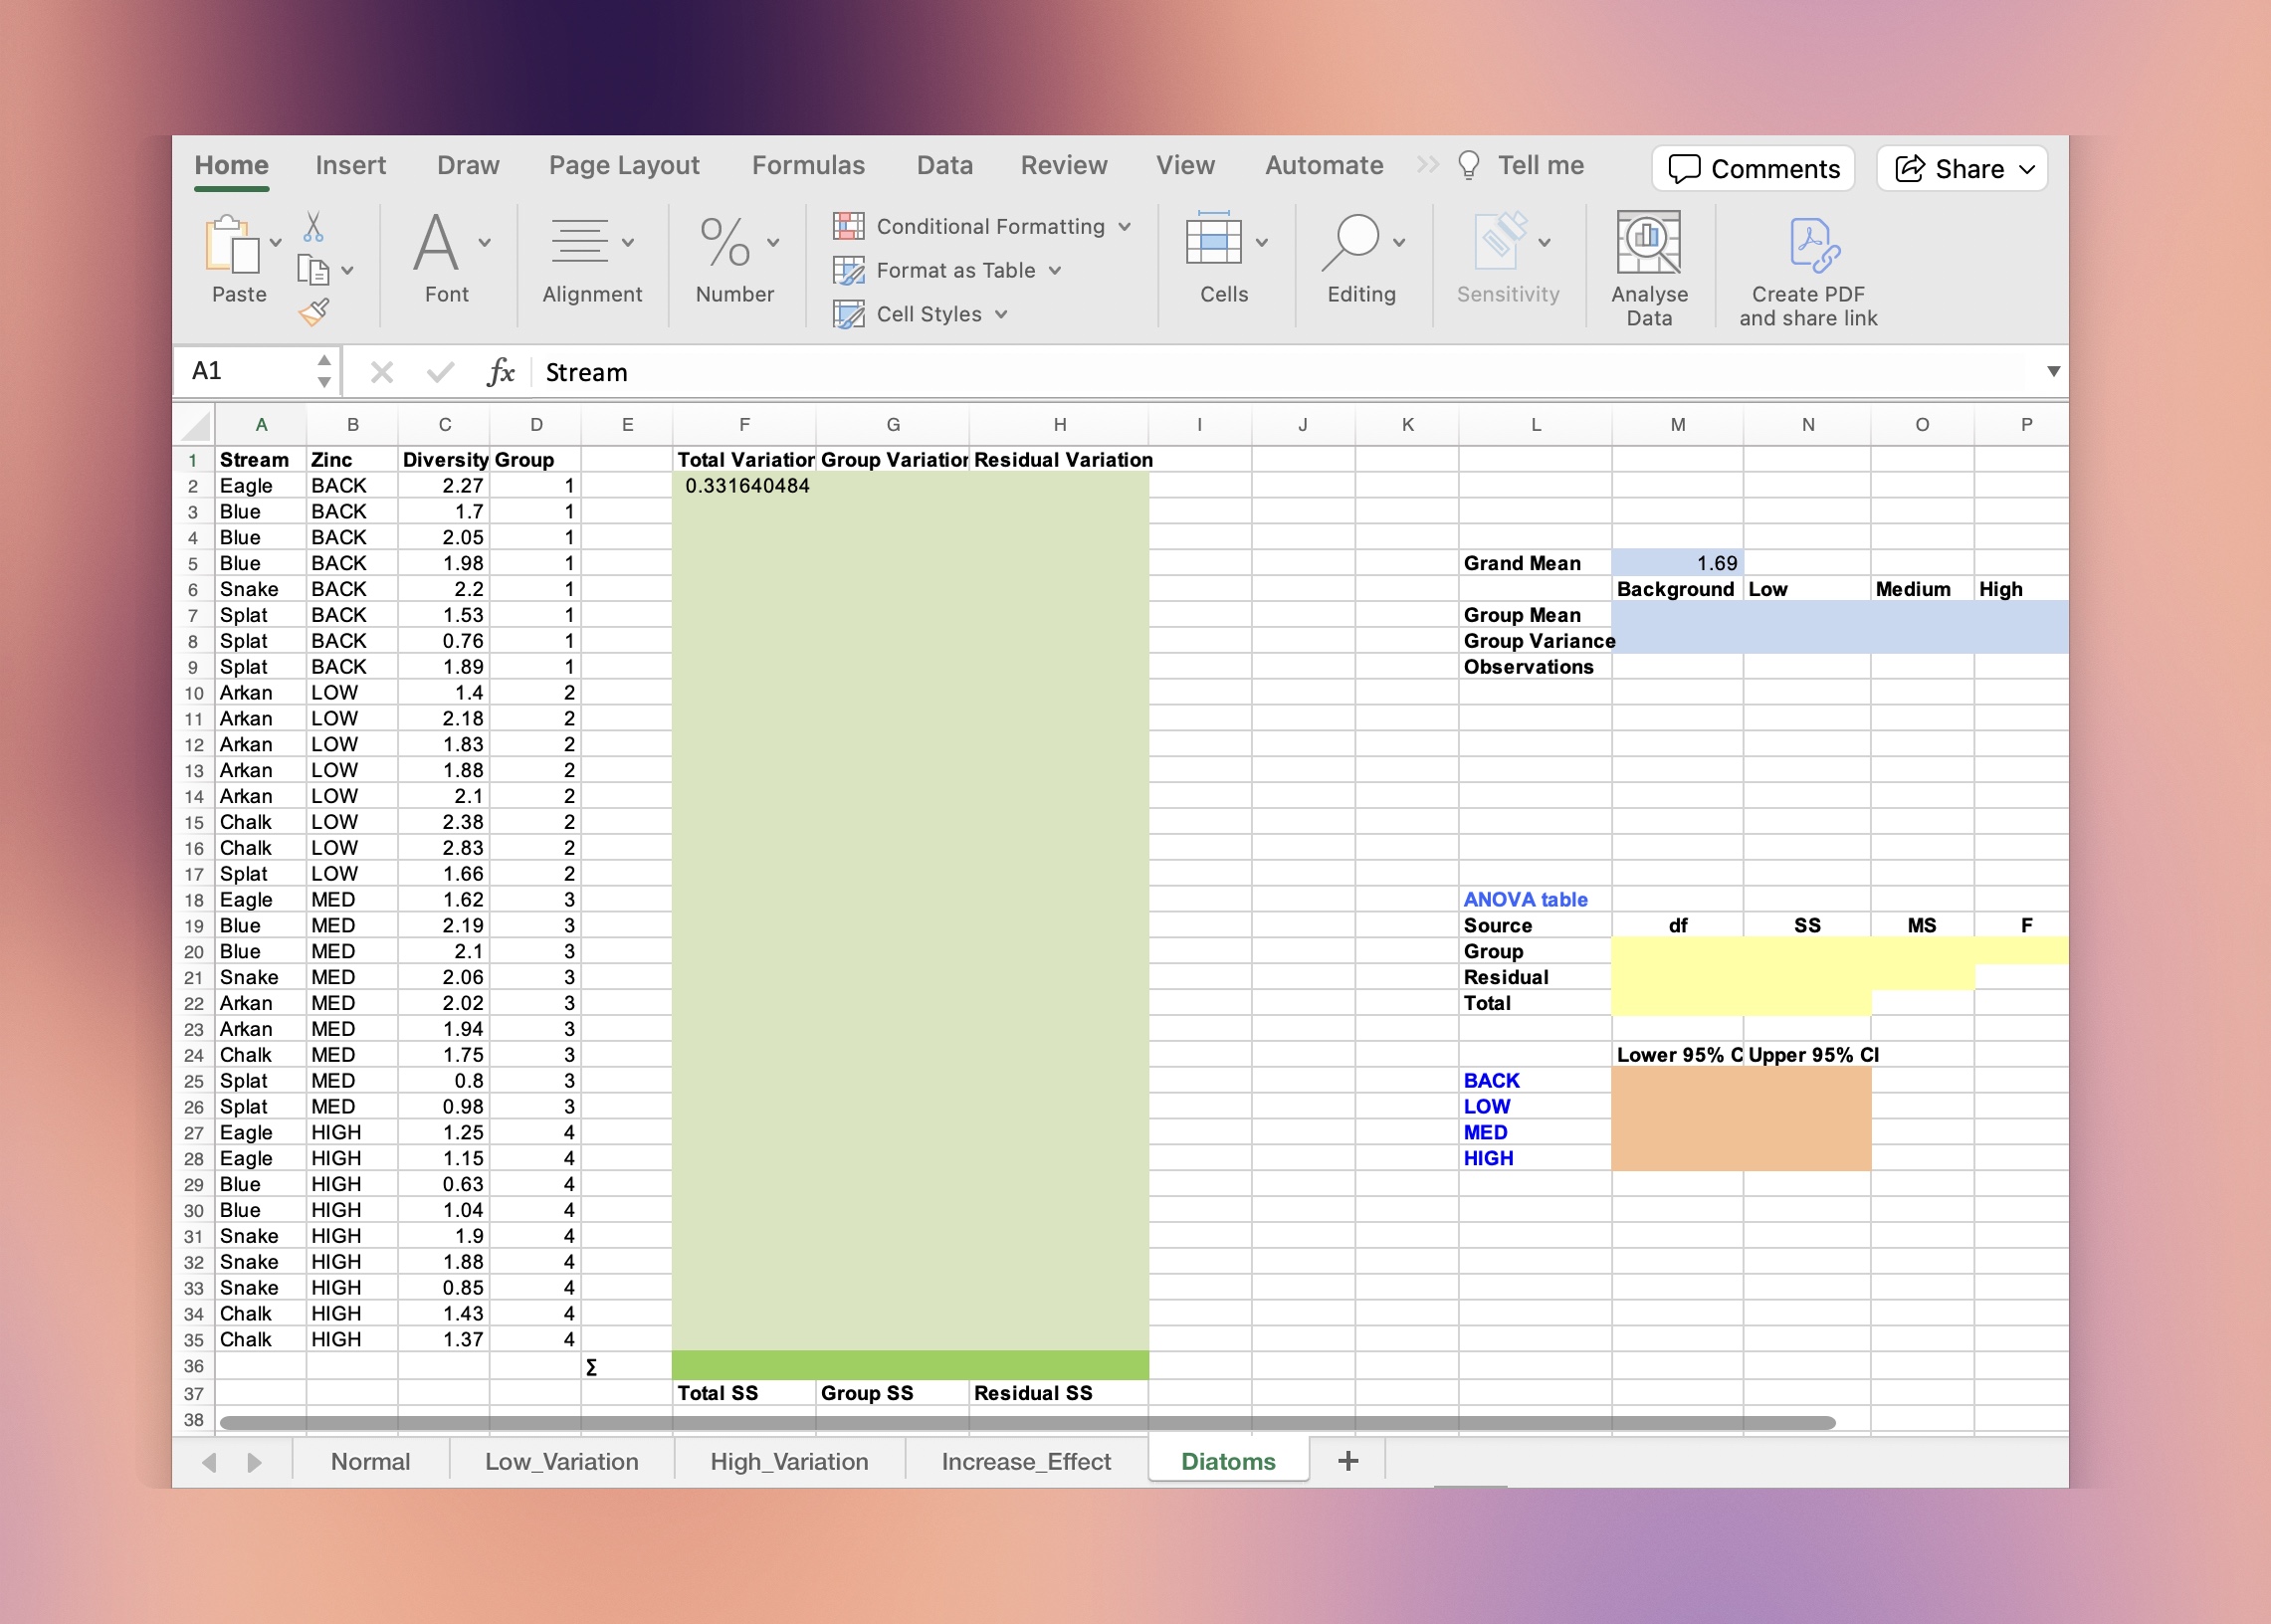 Home Insert Draw Page Layout Formulas Data Review View Automate Tell me Comments Share
Paste Font Alignment Number Conditional Formatting Format as Table Cell Styles Cells Editing Sensitivity Analyse Data Create PDF and share link
A1 fx Stream
A B C D E F G H I J K L M N O P
1 Stream Zinc Diversity Group Total Variation Group Variation Residual Variation
2 Eagle BACK 2.27 1 0.331640484
3 Blue BACK 1.7 1
4 Blue BACK 2.05 1
5 Blue BACK 1.98 1 Grand Mean 1.69
6 Snake BACK 2.2 1 Background Low Medium High
7 Splat BACK 1.53 1 Group Mean
8 Splat BACK 0.76 1 Group Variance
9 Splat BACK 1.89 1 Observations
10 Arkan LOW 1.4 2
11 Arkan LOW 2.18 2
12 Arkan LOW 1.83 2
13 Arkan LOW 1.88 2
14 Arkan LOW 2.1 2
15 Chalk LOW 2.38 2
16 Chalk LOW 2.83 2
17 Splat LOW 1.66 2
18 Eagle MED 1.62 3 ANOVA table
19 Blue MED 2.19 3 Source df SS MS F
20 Blue MED 2.1 3 Group
21 Snake MED 2.06 3 Residual
22 Arkan MED 2.02 3 Total
23 Arkan MED 1.94 3
24 Chalk MED 1.75 3 Lower 95% C Upper 95% CI
25 Splat MED 0.8 3 BACK
26 Splat MED 0.98 3 LOW
27 Eagle HIGH 1.25 4 MED
28 Eagle HIGH 1.15 4 HIGH
29 Blue HIGH 0.63 4
30 Blue HIGH 1.04 4
31 Snake HIGH 1.9 4
32 Snake HIGH 1.88 4
33 Snake HIGH 0.85 4
34 Chalk HIGH 1.43 4
35 Chalk HIGH 1.37 4
36 Σ
37 Total SS Group SS Residual SS
38
Normal Low_Variation High_Variation Increase_Effect Diatoms +